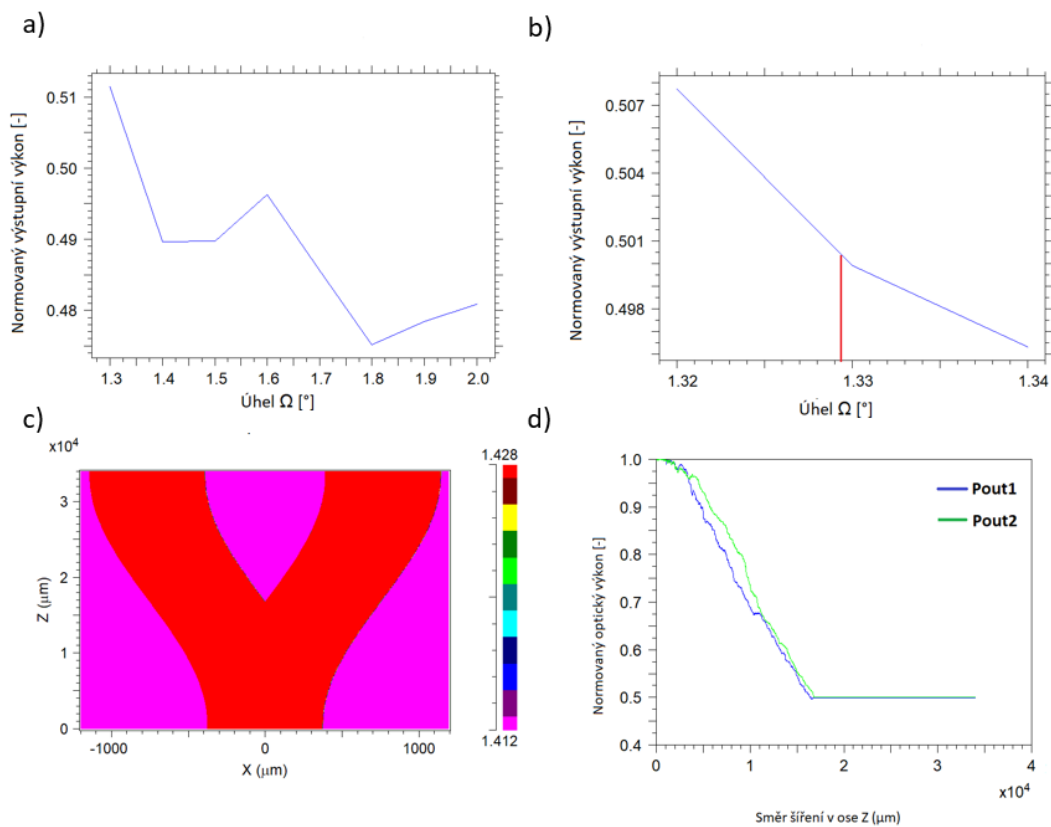 a)
Normovaný výstupní výkon [-]
0.51
0.50
0.49
0.48
1.3 1.4 1.5 1.6 1.7 1.8 1.9 2.0
Úhel Ω [°]
b)
Normovaný výstupní výkon [-]
0.507
0.504
0.501
0.498
1.32 1.33 1.34
Úhel Ω [°]
c)
x10⁴
Z (μm)
3
2
1
0
-1000 0 1000
X (μm)
1.428
1.412
d)
Normovaný optický výkon [-]
1.0
0.9
0.8
0.7
0.6
0.5
0.4
Pout1
Pout2
0 1 2 3 40
x10⁴
Směr šíření v ose Z (μm)